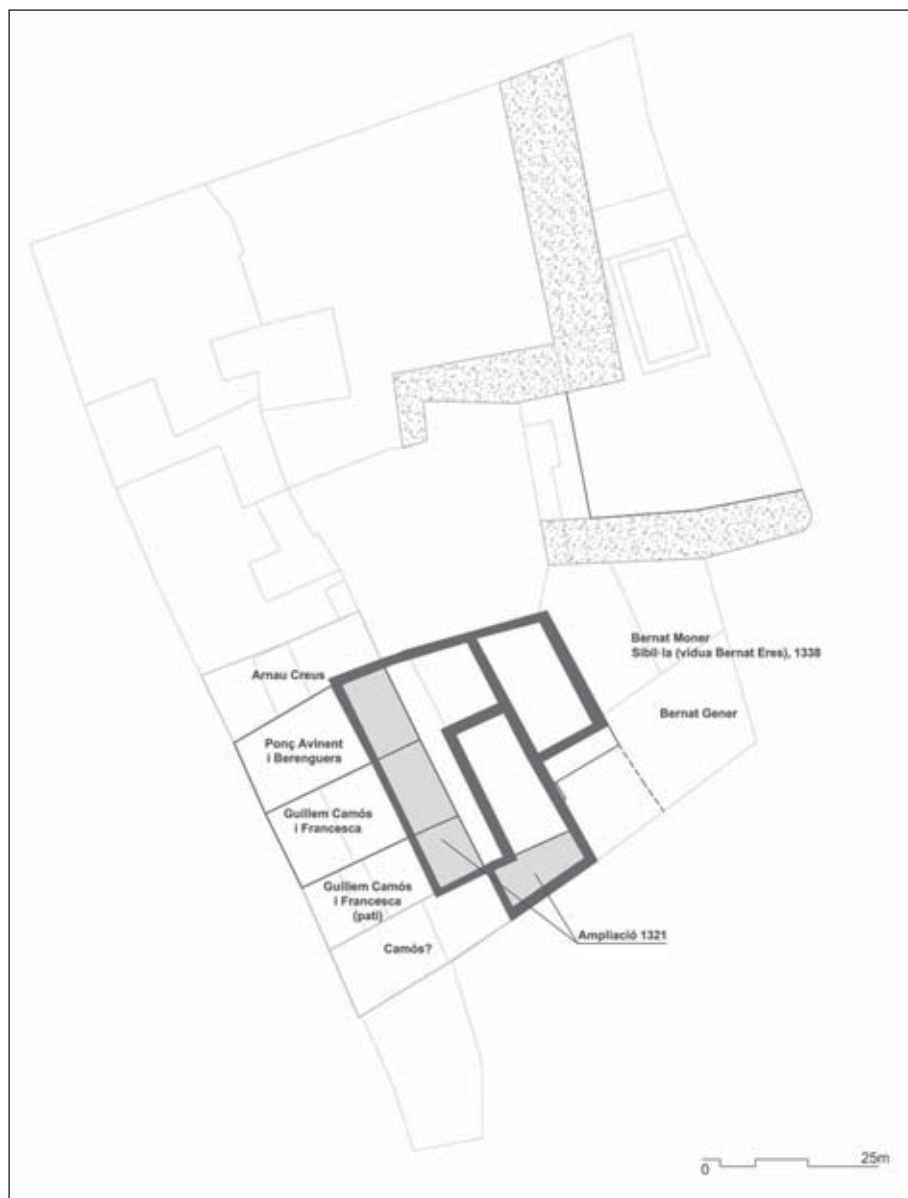 Bernat Moner
Sibil·la (vídua Bernat Eres), 1338
Arnau Creus
Bernat Gener
Ponç Avinent
i Berenguera
Guillem Camós
i Francesca
Guillem Camós
i Francesca
(pati)
Ampliació 1321
Camós?
0
25m